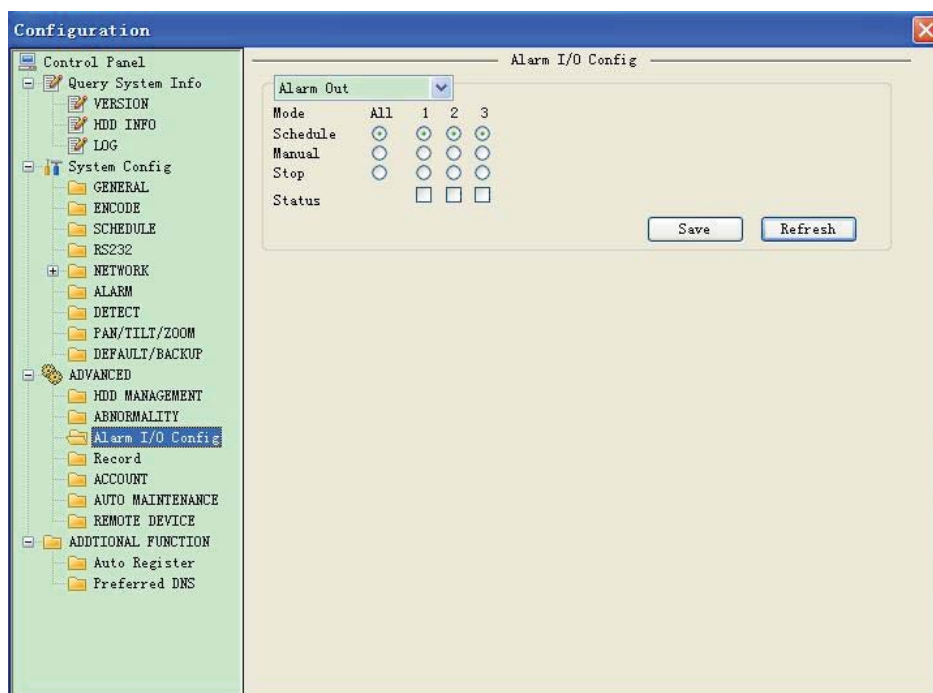 Configuration
Control Panel
Query System Info
VERSION
HDD INFO
LOG
System Config
GENERAL
ENCODE
SCHEDULE
RS232
NETWORK
ALARM
DETECT
PAN/TILT/ZOOM
DEFAULT/BACKUP
ADVANCED
HDD MANAGEMENT
ABNORMALITY
Alarm I/O Config
Record
ACCOUNT
AUTO MAINTENANCE
REMOTE DEVICE
ADDTIONAL FUNCTION
Auto Register
Preferred DNS
Alarm I/O Config
Alarm Out
Mode All 1 2 3
Schedule
Manual
Stop
Status
Save Refresh